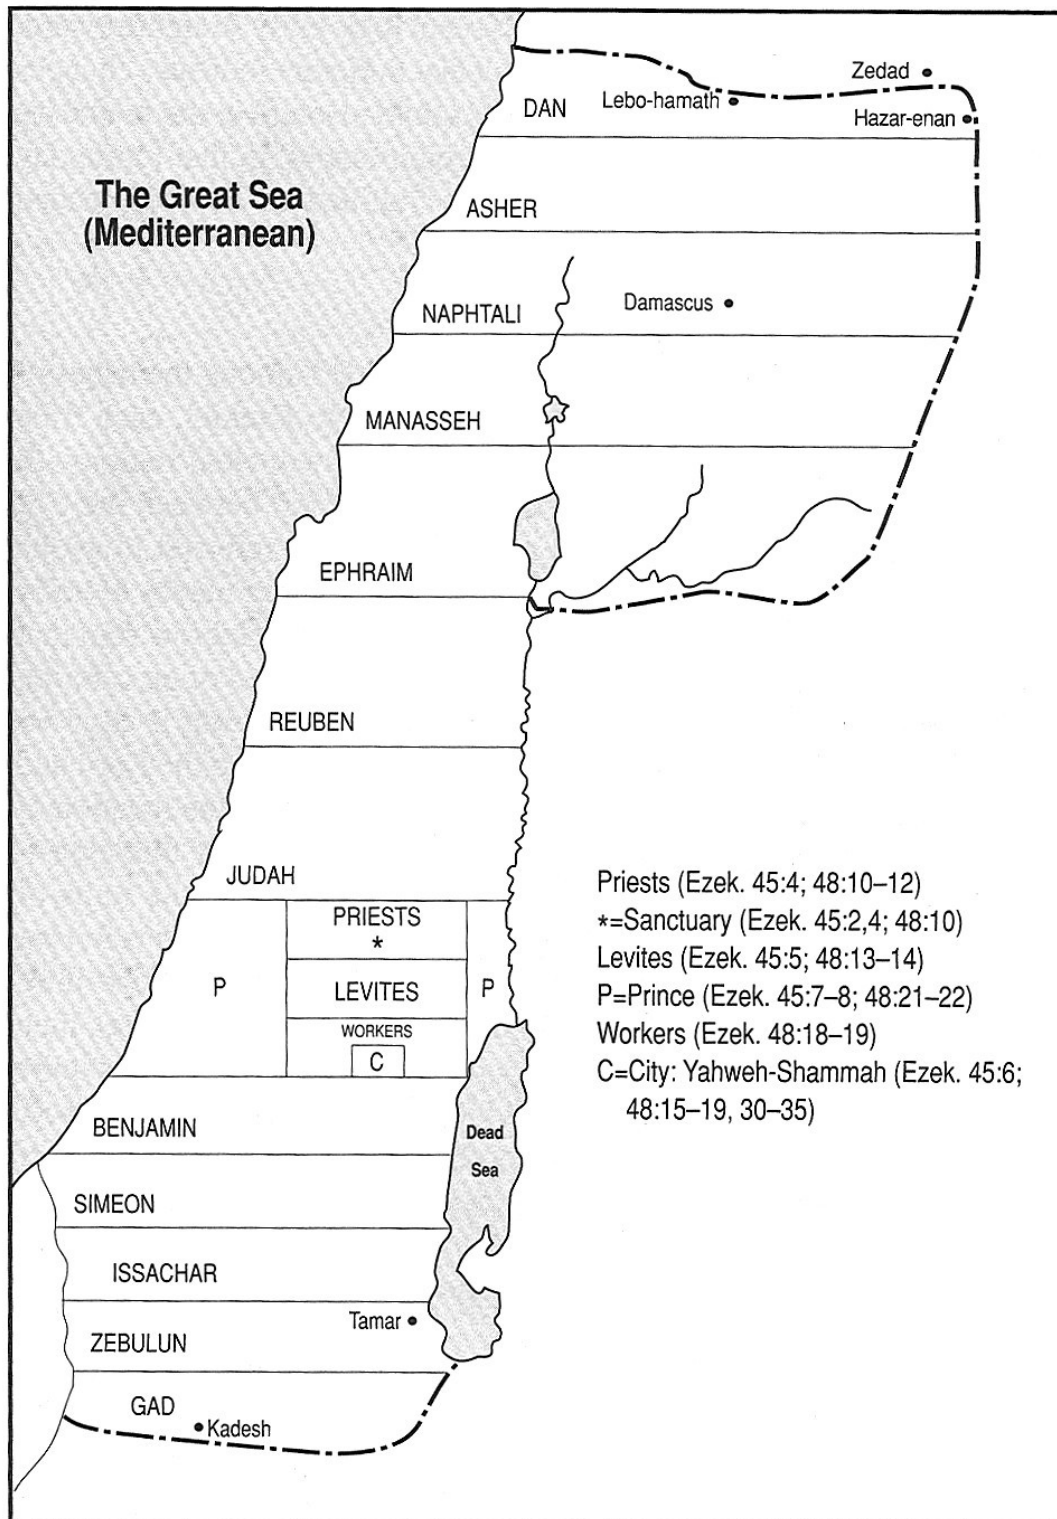 Zedad
Lebo-hamath
DAN
Hazar-enan
The Great Sea
(Mediterranean)
ASHER
Damascus
NAPHTALI
MANASSEH
EPHRAIM
REUBEN
JUDAH
PRIESTS
*
P
LEVITES
P
WORKERS
C
Priests (Ezek. 45:4; 48:10–12)
*=Sanctuary (Ezek. 45:2,4; 48:10)
Levites (Ezek. 45:5; 48:13–14)
P=Prince (Ezek. 45:7–8; 48:21–22)
Workers (Ezek. 48:18–19)
C=City: Yahweh-Shammah (Ezek. 45:6;
48:15–19, 30–35)
BENJAMIN
Dead
Sea
SIMEON
ISSACHAR
Tamar
ZEBULUN
GAD
Kadesh